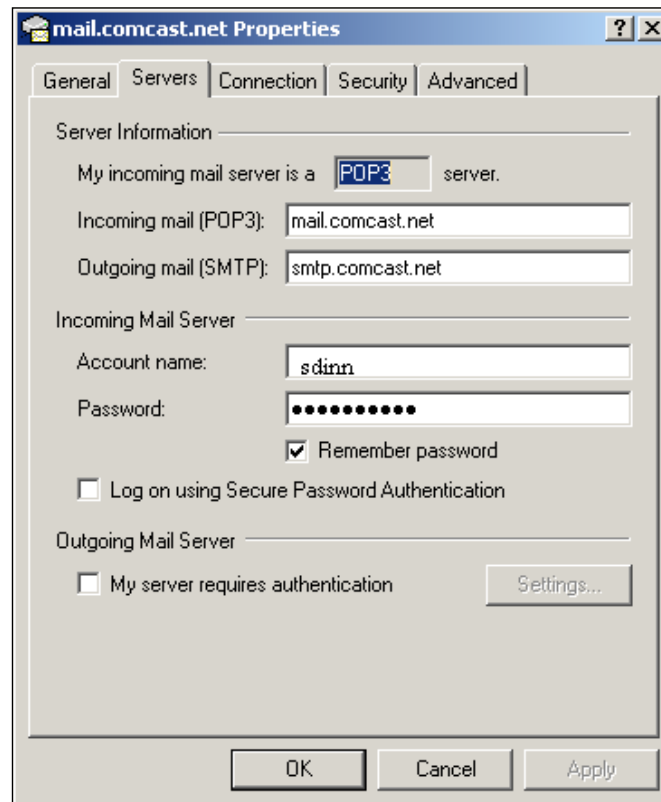 mail.comcast.net Properties
General Servers Connection Security Advanced
Server Information
My incoming mail server is a POP3 server.
Incoming mail (POP3): mail.comcast.net
Outgoing mail (SMTP): smtp.comcast.net
Incoming Mail Server
Account name: sdinn
Password: ●●●●●●●●●●
Remember password
Log on using Secure Password Authentication
Outgoing Mail Server
My server requires authentication Settings...
OK Cancel Apply